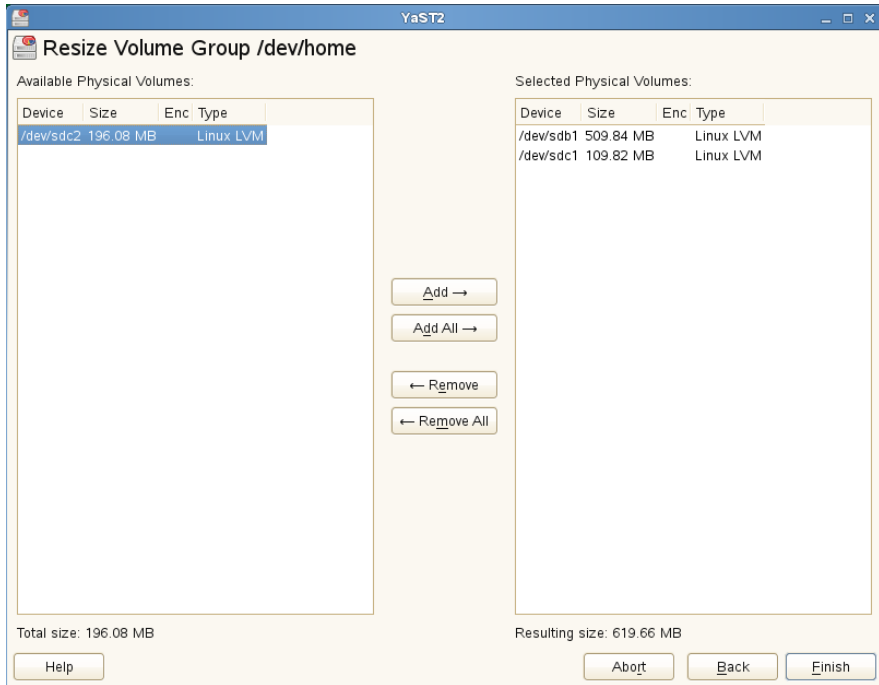 YaST2
Resize Volume Group /dev/home
Available Physical Volumes:
Device Size Enc Type
/dev/sdc2 196.08 MB Linux LVM
Total size: 196.08 MB
Add →
Add All →
← Remove
← Remove All
Selected Physical Volumes:
Device Size Enc Type
/dev/sdb1 509.84 MB Linux LVM
/dev/sdc1 109.82 MB Linux LVM
Resulting size: 619.66 MB
Help
Abort
Back
Finish